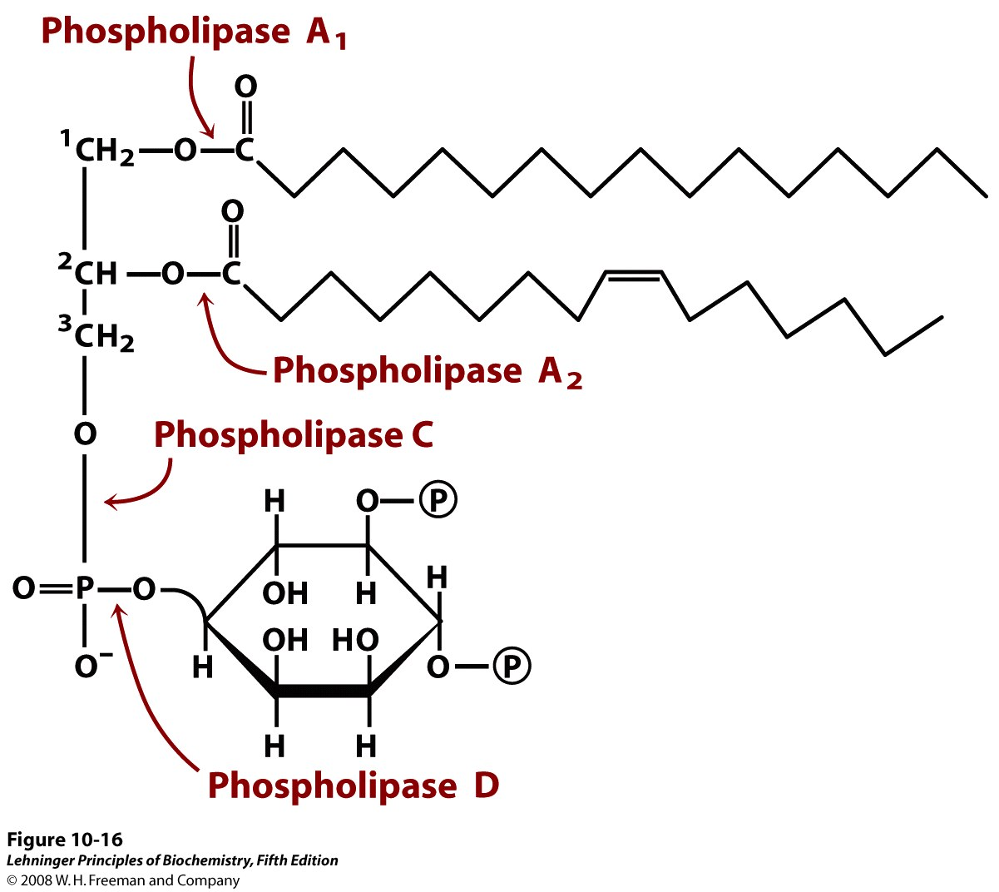 Phospholipase A1
O
1CH2—O—C
O
2CH—O—C
3CH2
Phospholipase A2
O
Phospholipase C
H O—P
H
O=P—O OH H
OH HO
O− H O—P
H H
Phospholipase D
Figure 10-16
Lehninger Principles of Biochemistry, Fifth Edition
© 2008 W. H. Freeman and Company